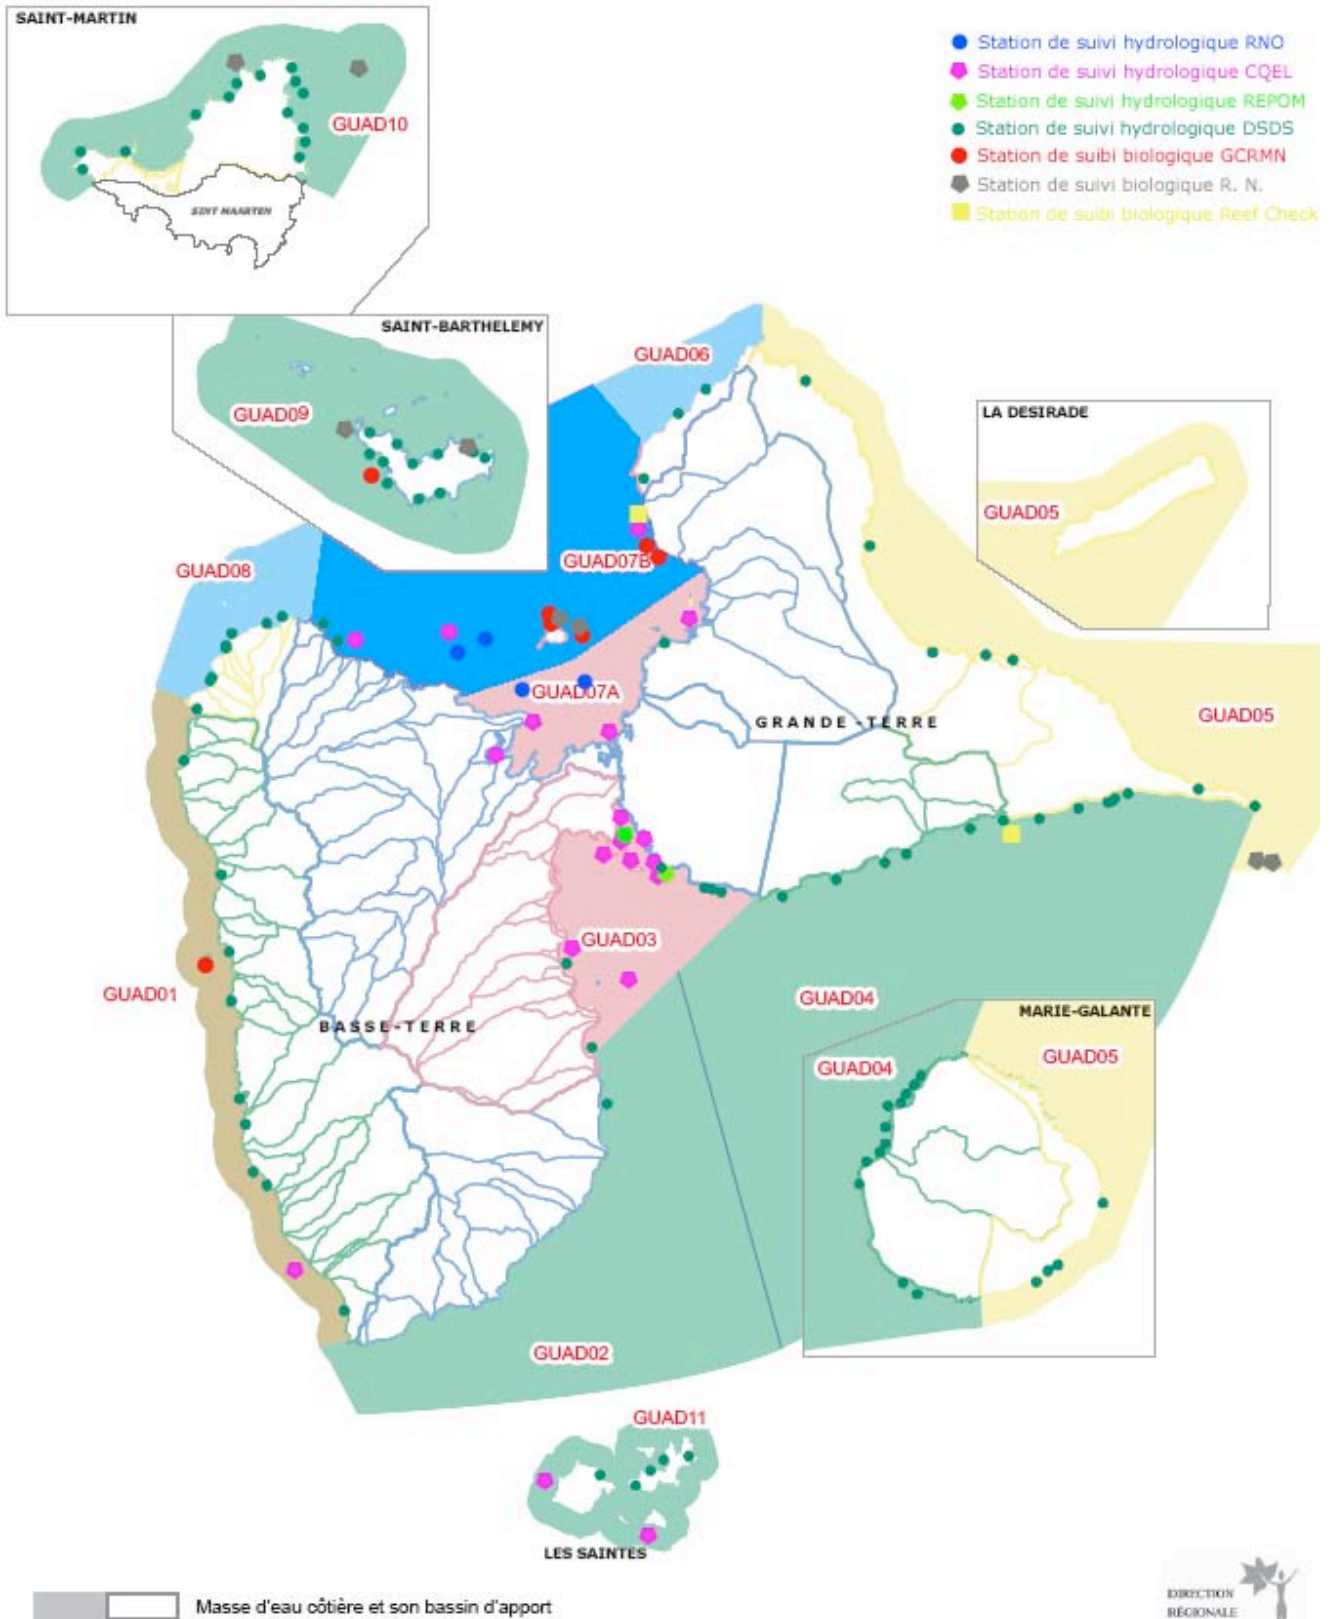 SAINT-MARTIN
GUAD10
SINT MAARTEN
Station de suivi hydrologique RNO
Station de suivi hydrologique CQEL
Station de suivi hydrologique REPOM
Station de suivi hydrologique DSDS
Station de suibi biologique GCRMN
Station de suivi biologique R. N.
Station de suibi biologique Reef Check
SAINT-BARTHELEMY
GUAD09
GUAD06
LA DESIRADE
GUAD05
GUAD08
GUAD07B
GUAD07A
GRANDE-TERRE
GUAD05
GUAD03
GUAD01
GUAD04
BASSE-TERRE
MARIE-GALANTE
GUAD05
GUAD04
GUAD02
GUAD11
LES SAINTES
Masse d'eau côtière et son bassin d'apport
DIRECTION
RÉGIONALE